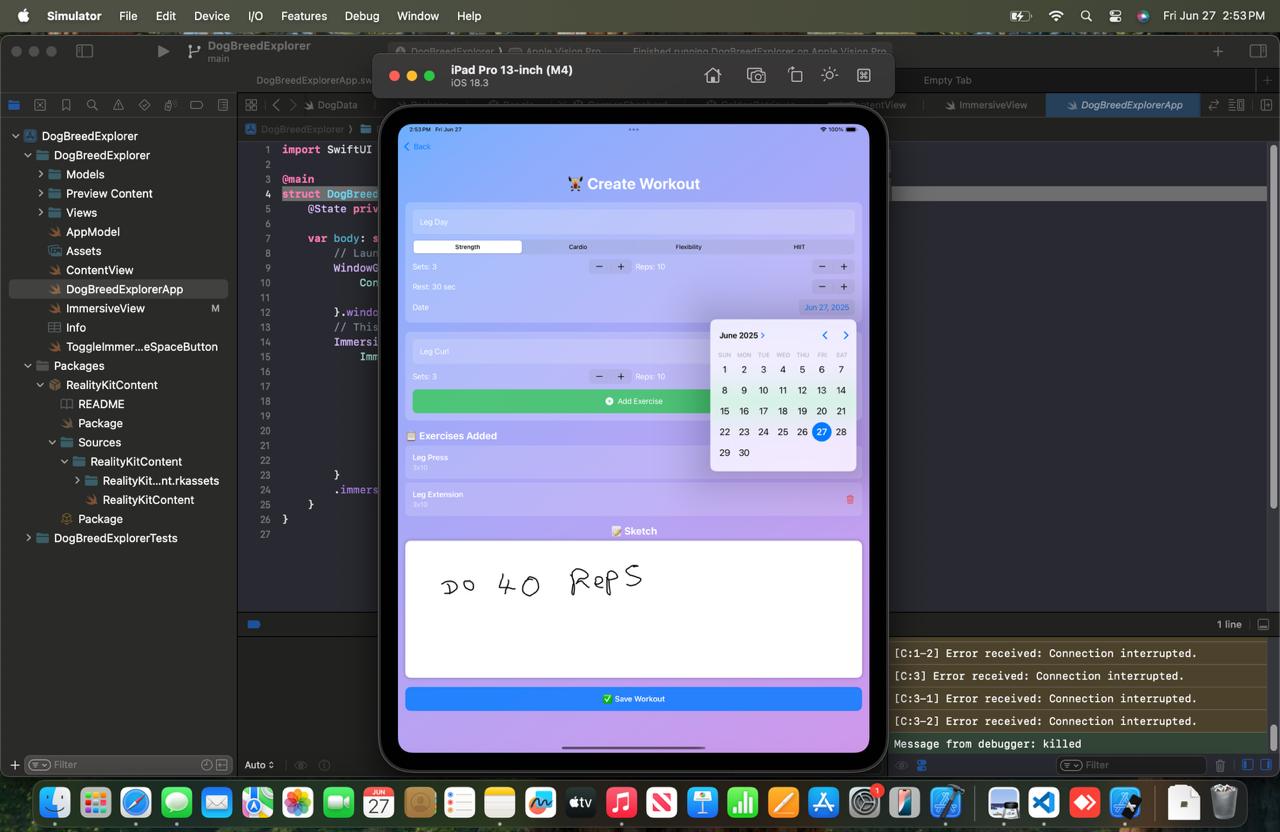 Simulator File Edit Device I/O Features Debug Window Help Fri Jun 27 2:53 PM
DogBreedExplorer
main
DogBreedExplorer Apple Vision Pro Finished running DogBreedExplorer on Apple Vision Pro
DogBreedExplorerApp.sw
Empty Tab
iPad Pro 13-inch (M4)
iOS 18.3
DogData
ImmersiveView
DogBreedExplorerApp
DogBreedExplorer
DogBreedExplorer
DogBreedExplorer
Models
Preview Content
Views
AppModel
Assets
ContentView
DogBreedExplorerApp
ImmersiveView M
Info
ToggleImmer...eSpaceButton
Packages
RealityKitContent
README
Package
Sources
RealityKitContent
RealityKit...nt.rkassets
RealityKitContent
Package
DogBreedExplorerTests
Filter
1 import SwiftUI
2
3 @main
4 struct DogBreed
5 @State priv
6
7 var body: s
8 // Laun
9 WindowG
10 Con
11
12 }.windo
13 // This
14 Immersi
15 Imm
16
17
18
19
20
21
22
23 }
24 .immers
25 }
26 }
27
2:53 PM Fri Jun 27 100%
Back
🏋 Create Workout
Leg Day
Strength Cardio Flexibility HIIT
Sets: 3 − + Reps: 10 − +
Rest: 30 sec − +
Date Jun 27, 2025
June 2025
SUN MON TUE WED THU FRI SAT
1 2 3 4 5 6 7
8 9 10 11 12 13 14
15 16 17 18 19 20 21
22 23 24 25 26 27 28
29 30
Leg Curl
Sets: 3 − + Reps: 10
Add Exercise
📋 Exercises Added
Leg Press
3x10
Leg Extension
3x10
📝 Sketch
DO 40 RepS
✅ Save Workout
1 line
[C:1-2] Error received: Connection interrupted.
[C:3] Error received: Connection interrupted.
[C:3-1] Error received: Connection interrupted.
[C:3-2] Error received: Connection interrupted.
Message from debugger: killed
Auto
Filter
JUN
27
tv
1